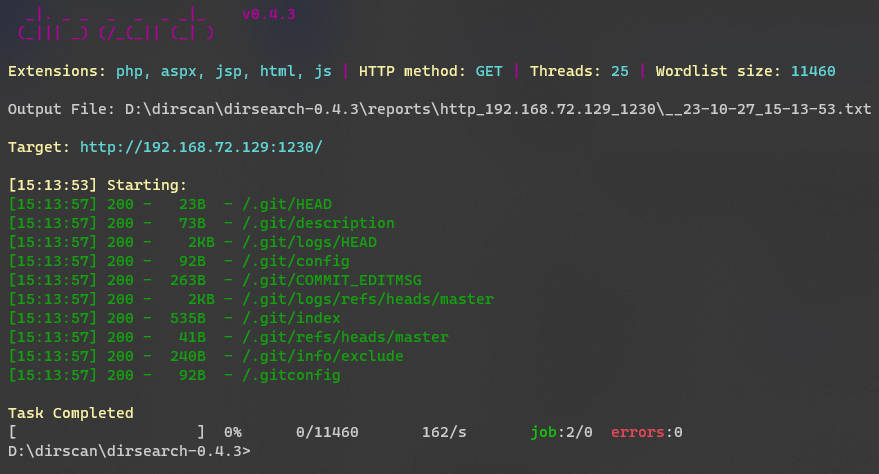 _|. _ _  _  _  _ _|_    v0.4.3
(_||| _) (/_(_|| (_| )
Extensions: php, aspx, jsp, html, js | HTTP method: GET | Threads: 25 | Wordlist size: 11460
Output File: D:\dirscan\dirsearch-0.4.3\reports\http_192.168.72.129_1230\__23-10-27_15-13-53.txt
Target: http://192.168.72.129:1230/
[15:13:53] Starting:
[15:13:57] 200 -   23B  - /.git/HEAD
[15:13:57] 200 -   73B  - /.git/description
[15:13:57] 200 -    2KB - /.git/logs/HEAD
[15:13:57] 200 -   92B  - /.git/config
[15:13:57] 200 -  263B  - /.git/COMMIT_EDITMSG
[15:13:57] 200 -    2KB - /.git/logs/refs/heads/master
[15:13:57] 200 -  535B  - /.git/index
[15:13:57] 200 -   41B  - /.git/refs/heads/master
[15:13:57] 200 -  240B  - /.git/info/exclude
[15:13:57] 200 -   92B  - /.gitconfig
Task Completed
[                    ]  0%      0/11460       162/s       job:2/0  errors:0
D:\dirscan\dirsearch-0.4.3>